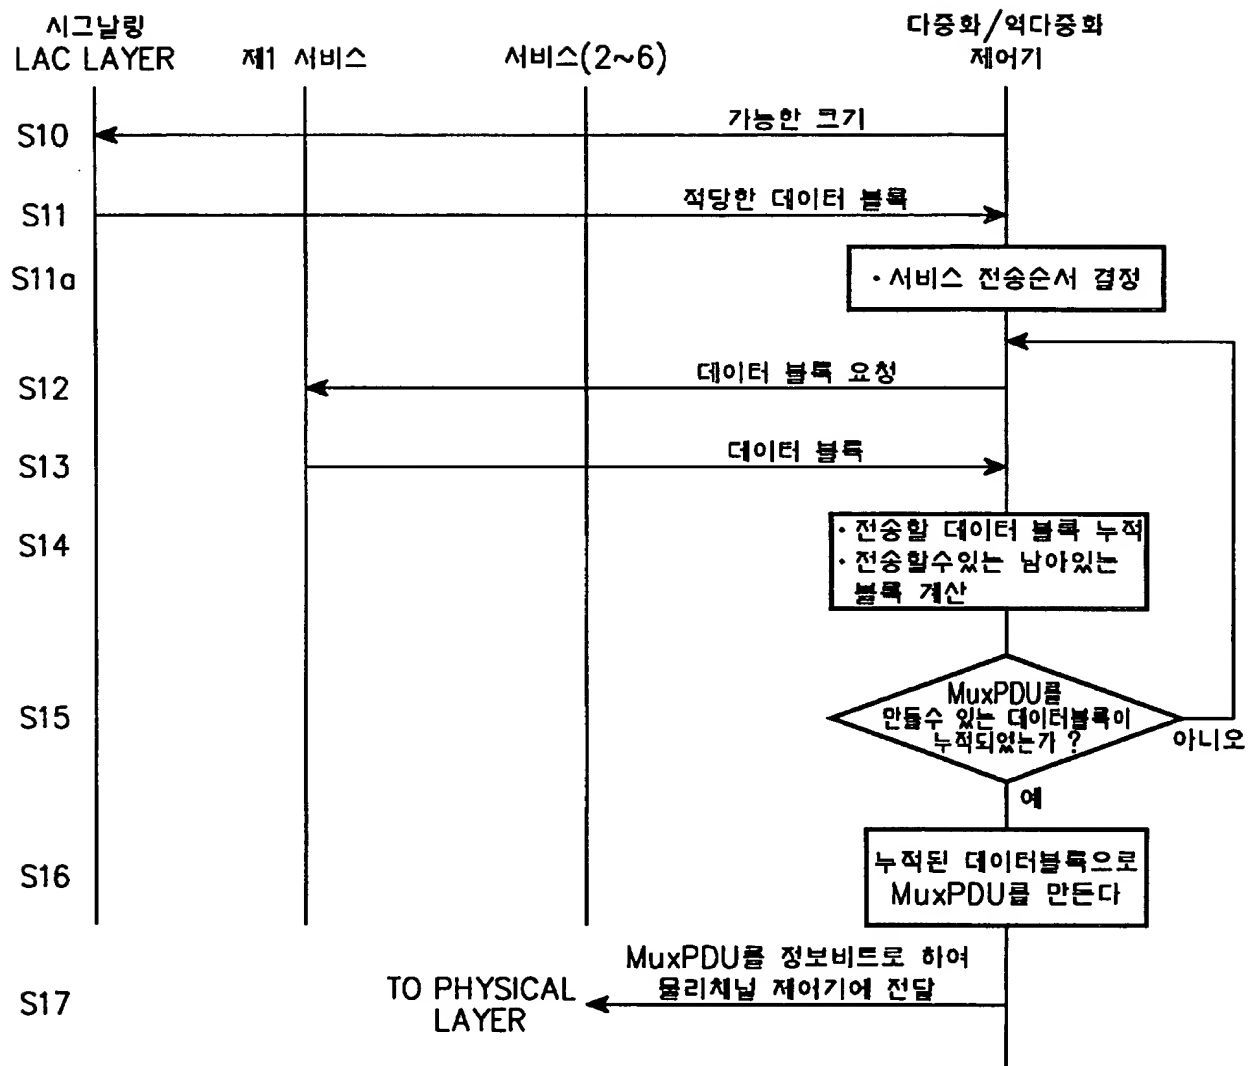 시그날링
LAC LAYER
제1 서비스
서비스(2~6)
다중화/역다중화
제어기
S10
가능한 크기
S11
적당한 데이터 블록
S11a
· 서비스 전송순서 결정
S12
데이터 블록 요청
S13
데이터 블록
S14
· 전송할 데이터 블록 누적
· 전송할수있는 남아있는
블록 계산
S15
MuxPDU를
만들수 있는 데이터블록이
누적되었는가 ?
아니오
예
S16
누적된 데이터블록으로
MuxPDU를 만든다
S17
MuxPDU를 정보비트로 하여
물리채널 제어기에 전달
TO PHYSICAL
LAYER